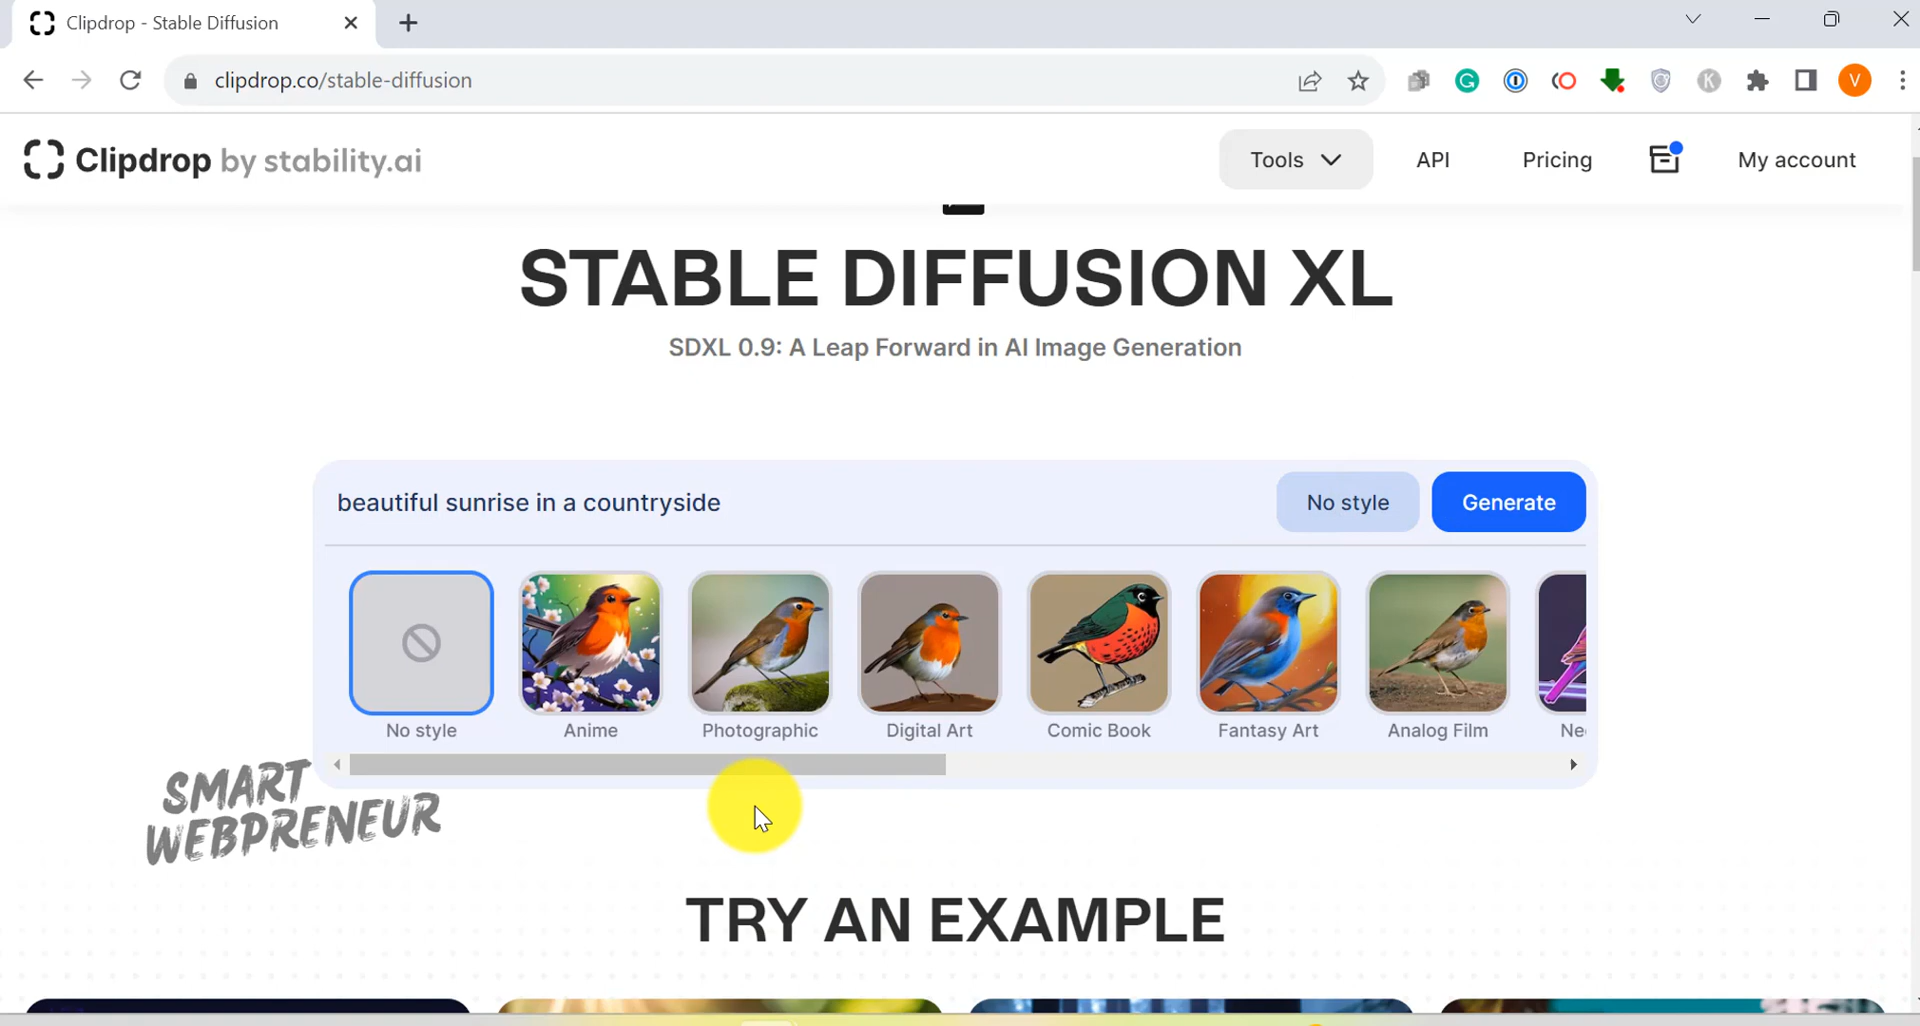 Clipdrop - Stable Diffusion
clipdrop.co/stable-diffusion
V
K
Clipdrop by stability.ai
Tools
API
Pricing
My account
STABLE DIFFUSION XL
SDXL 0.9: A Leap Forward in AI Image Generation
beautiful sunrise in a countryside
No style
Generate
No style
Anime
Photographic
Digital Art
Comic Book
Fantasy Art
Analog Film
SMART
WEBPRENEUR
TRY AN EXAMPLE